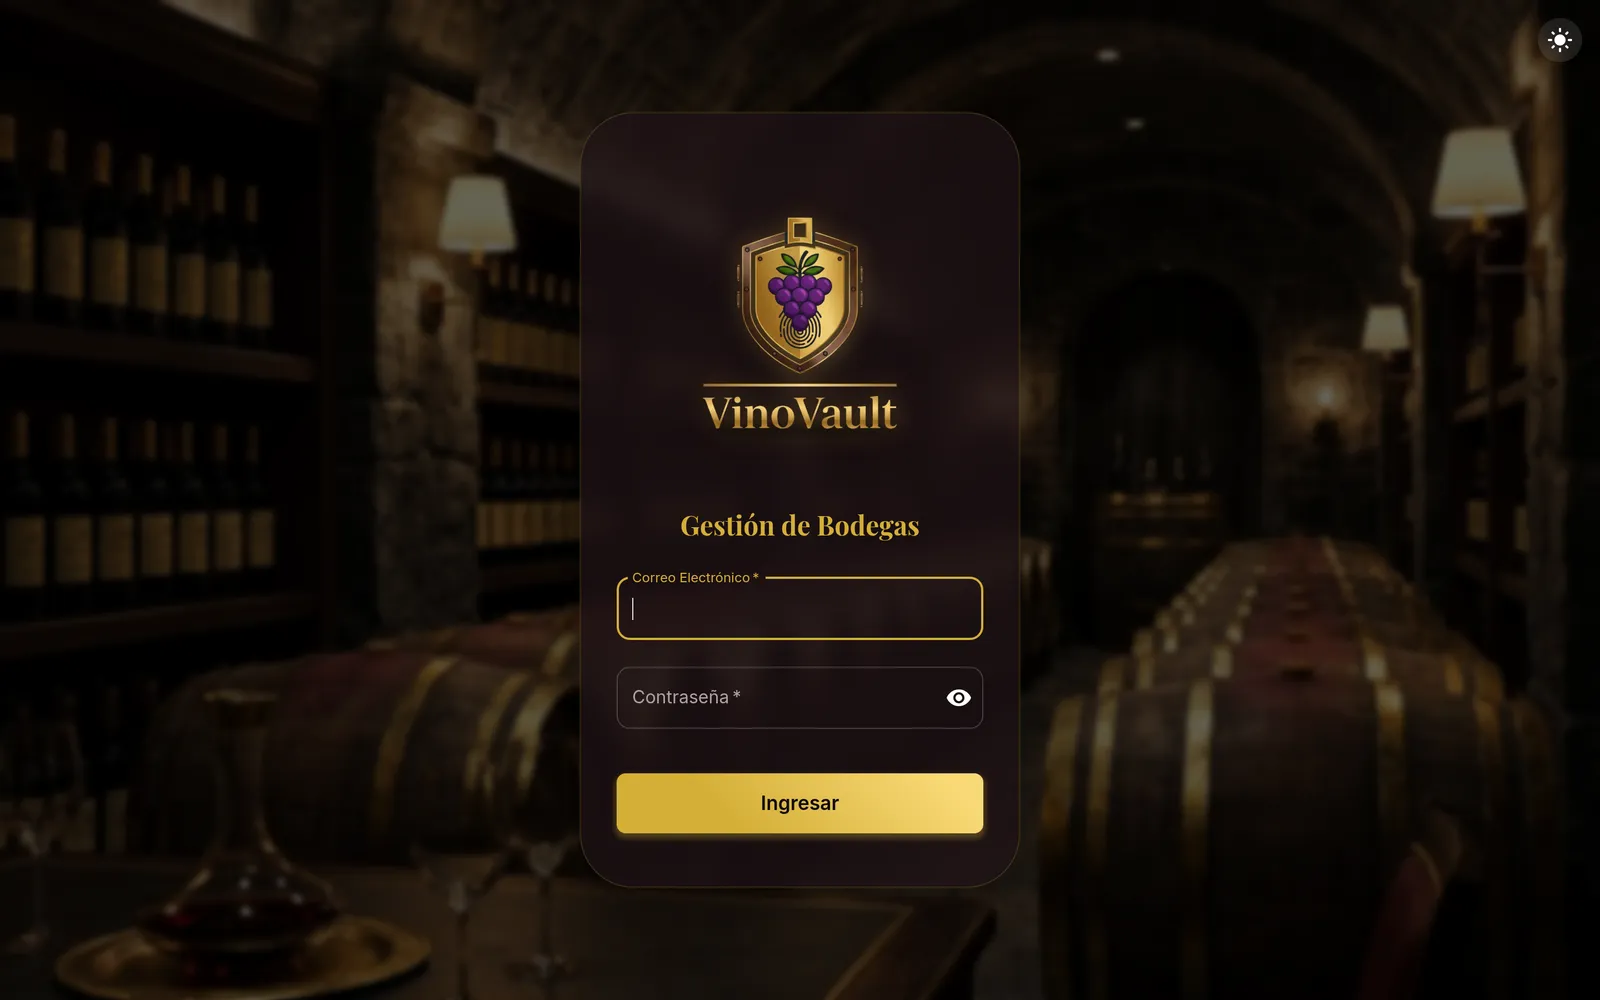 VinoVault
Gestión de Bodegas
Correo Electrónico *
Contraseña *
Ingresar